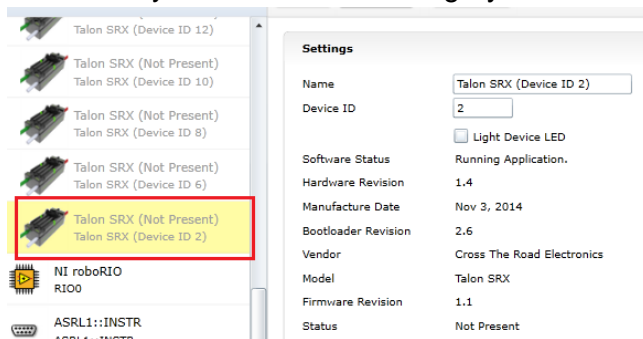 Talon SRX (Device ID 12)
Talon SRX (Not Present)
Talon SRX (Device ID 10)
Talon SRX (Not Present)
Talon SRX (Device ID 8)
Talon SRX (Not Present)
Talon SRX (Device ID 6)
Talon SRX (Not Present)
Talon SRX (Device ID 2)
NI roboRIO
RIO0
ASRL1::INSTR
Settings
Name Talon SRX (Device ID 2)
Device ID 2
Light Device LED
Software Status Running Application.
Hardware Revision 1.4
Manufacture Date Nov 3, 2014
Bootloader Revision 2.6
Vendor Cross The Road Electronics
Model Talon SRX
Firmware Revision 1.1
Status Not Present